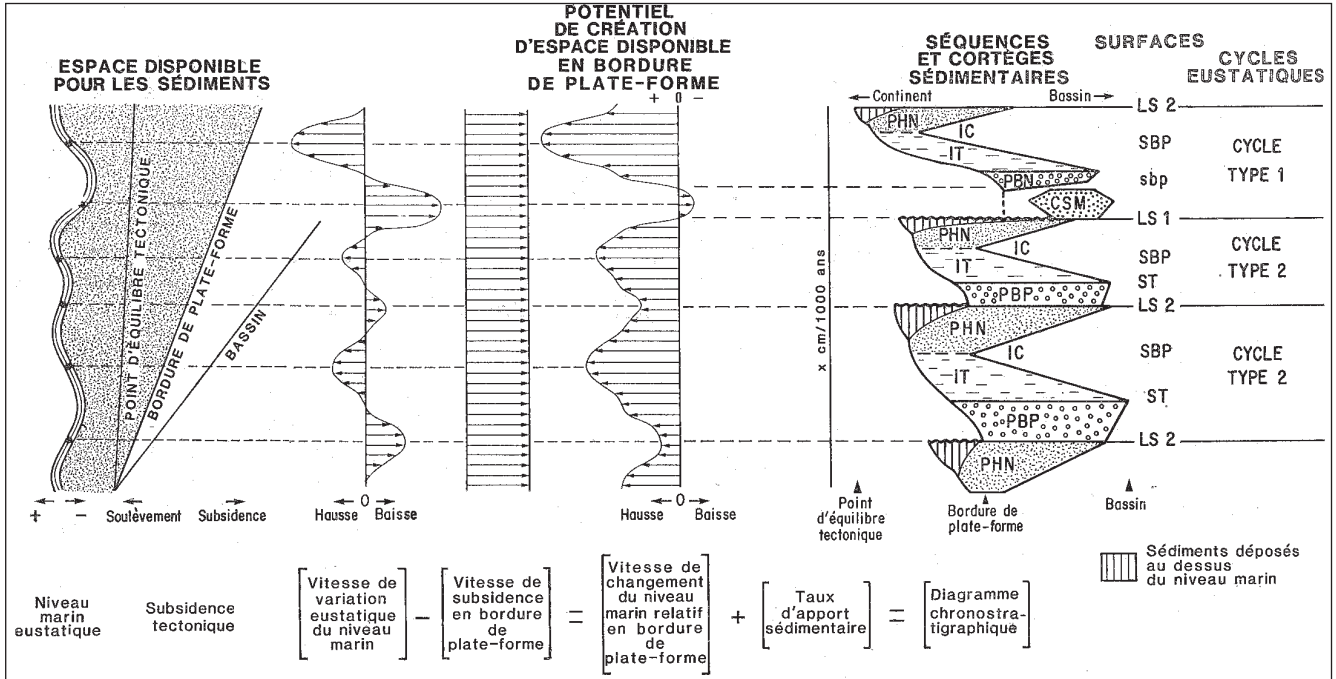 ESPACE DISPONIBLE
POUR LES SÉDIMENTS
POTENTIEL
DE CRÉATION
D'ESPACE DISPONIBLE
EN BORDURE
DE PLATE-FORME
+ 0 -
SÉQUENCES
ET CORTÈGES
SÉDIMENTAIRES
SURFACES
CYCLES
EUSTATIQUES
Continent
Bassin
POINT D'ÉQUILIBRE TECTONIQUE
BORDURE DE PLATE-FORME
BASSIN
x cm/1000 ans
LS 2
PHN
IC
SBP
CYCLE
IT
TYPE 1
PBN
sbp
CSM
LS 1
PHN
IC
SBP
CYCLE
IT
TYPE 2
ST
PBP
LS 2
PHN
IC
SBP
CYCLE
IT
TYPE 2
ST
PBP
LS 2
PHN
+ -
Soulèvement
Subsidence
0
Hausse
Baisse
0
Hausse
Baisse
Point
d'équilibre
tectonique
Bordure de
plate-forme
Bassin
Sédiments déposés
au dessus
du niveau marin
Niveau
marin
eustatique
Subsidence
tectonique
Vitesse de
variation
eustatique
du niveau
marin
-
Vitesse de
subsidence
en bordure
de
plate-forme
=
Vitesse de
changement
du niveau
marin relatif
en bordure
de
plate-forme
+
Taux
d'apport
sédimentaire
=
Diagramme
chronostra-
tigraphique